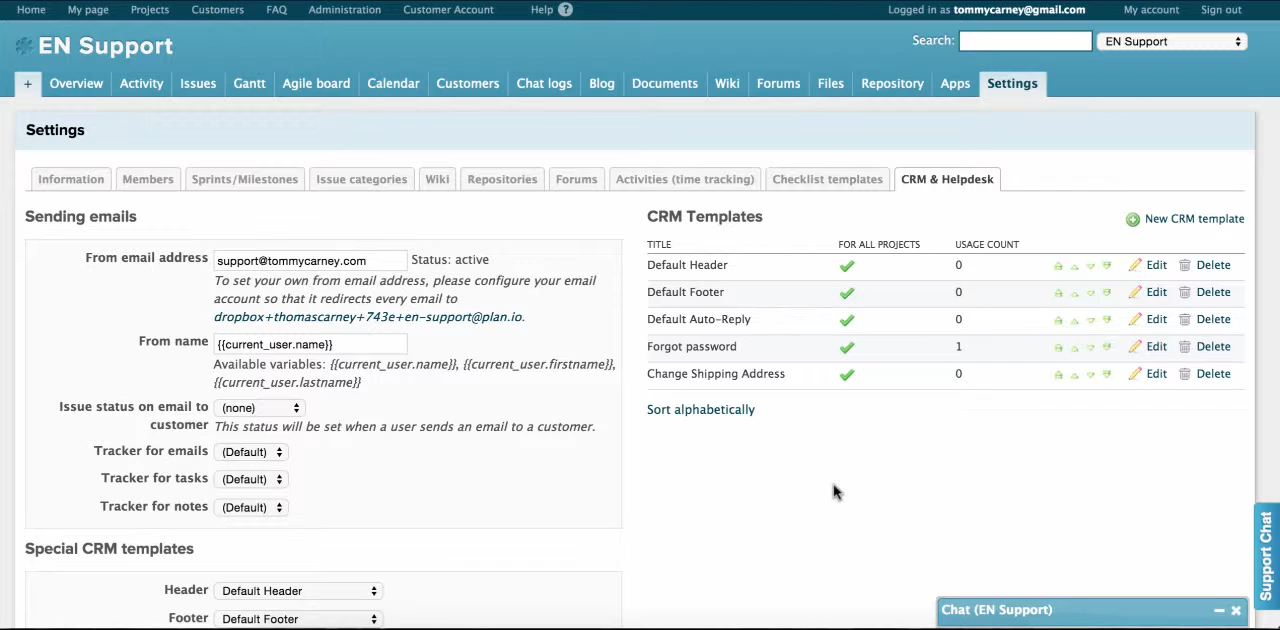 Home My page Projects Customers FAQ Administration Customer Account Help ? Logged in as tommycarney@gmail.com My account Sign out
EN Support Search: EN Support
+ Overview Activity Issues Gantt Agile board Calendar Customers Chat logs Blog Documents Wiki Forums Files Repository Apps Settings
Settings
Information Members Sprints/Milestones Issue categories Wiki Repositories Forums Activities (time tracking) Checklist templates CRM & Helpdesk
Sending emails
From email address support@tommycarney.com Status: active
To set your own from email address, please configure your email
account so that it redirects every email to
dropbox+thomascarney+743e+en-support@plan.io.
From name {{current_user.name}}
Available variables: {{current_user.name}}, {{current_user.firstname}},
{{current_user.lastname}}
Issue status on email to (none)
customer This status will be set when a user sends an email to a customer.
Tracker for emails (Default)
Tracker for tasks (Default)
Tracker for notes (Default)
Special CRM templates
Header Default Header
Footer Default Footer
CRM Templates New CRM template
TITLE FOR ALL PROJECTS USAGE COUNT
Default Header 0 Edit Delete
Default Footer 0 Edit Delete
Default Auto-Reply 0 Edit Delete
Forgot password 1 Edit Delete
Change Shipping Address 0 Edit Delete
Sort alphabetically
Support Chat
Chat (EN Support)